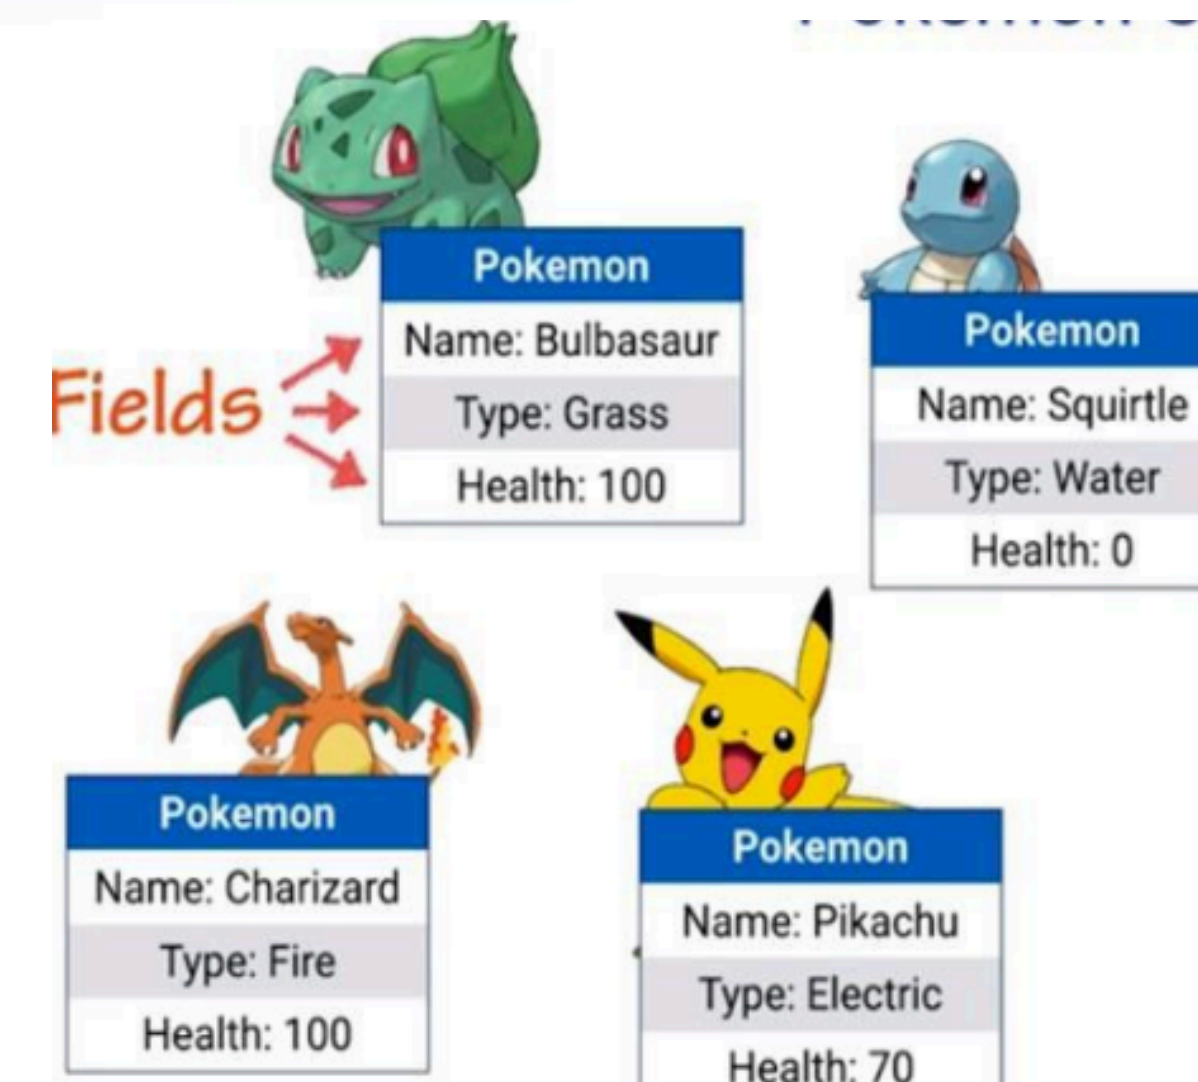 Pokemon
Name: Bulbasaur
Type: Grass
Health: 100
Fields
Pokemon
Name: Squirtle
Type: Water
Health: 0
Pokemon
Name: Charizard
Type: Fire
Health: 100
Pokemon
Name: Pikachu
Type: Electric
Health: 70